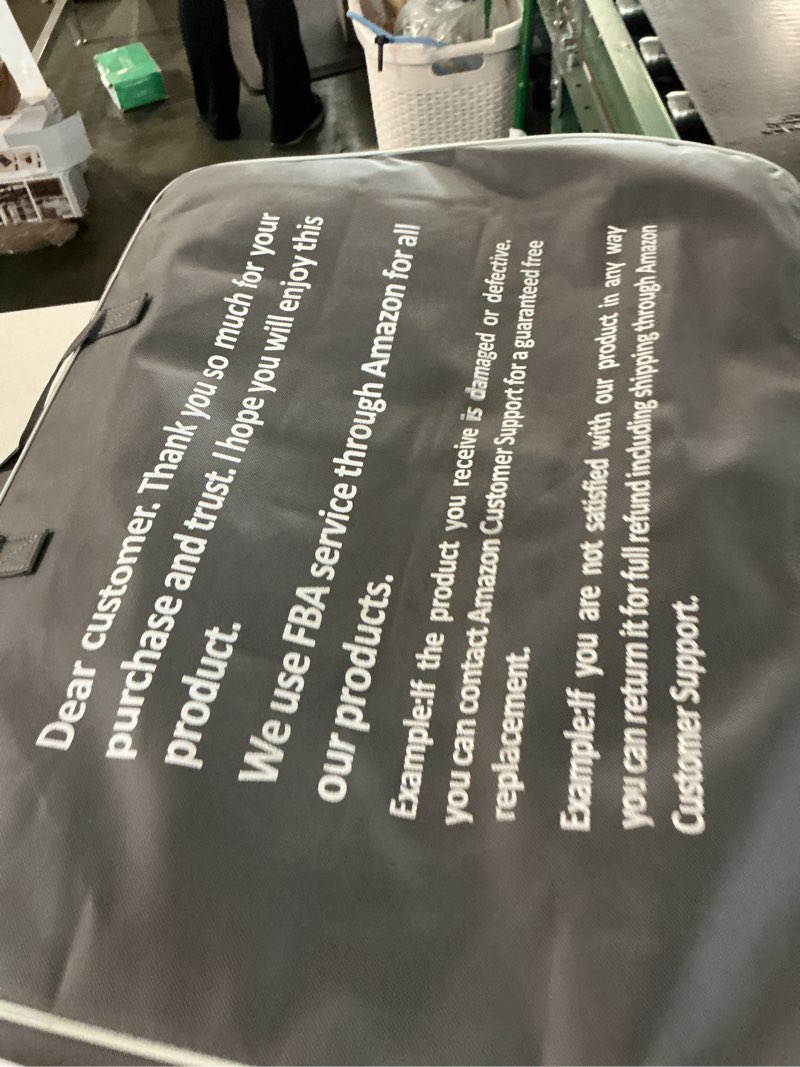 Dear customer. Thank you so much for your
purchase and trust. I hope you will enjoy this
product.
We use FBA service through Amazon for all
our products.
Example:If the product you receive is damaged or defective,
you can contact Amazon Customer Support for a guaranteed free
replacement.
Example:If you are not satisfied with our product in any way
you can return it for full refund including shipping through Amazon
Customer Support.